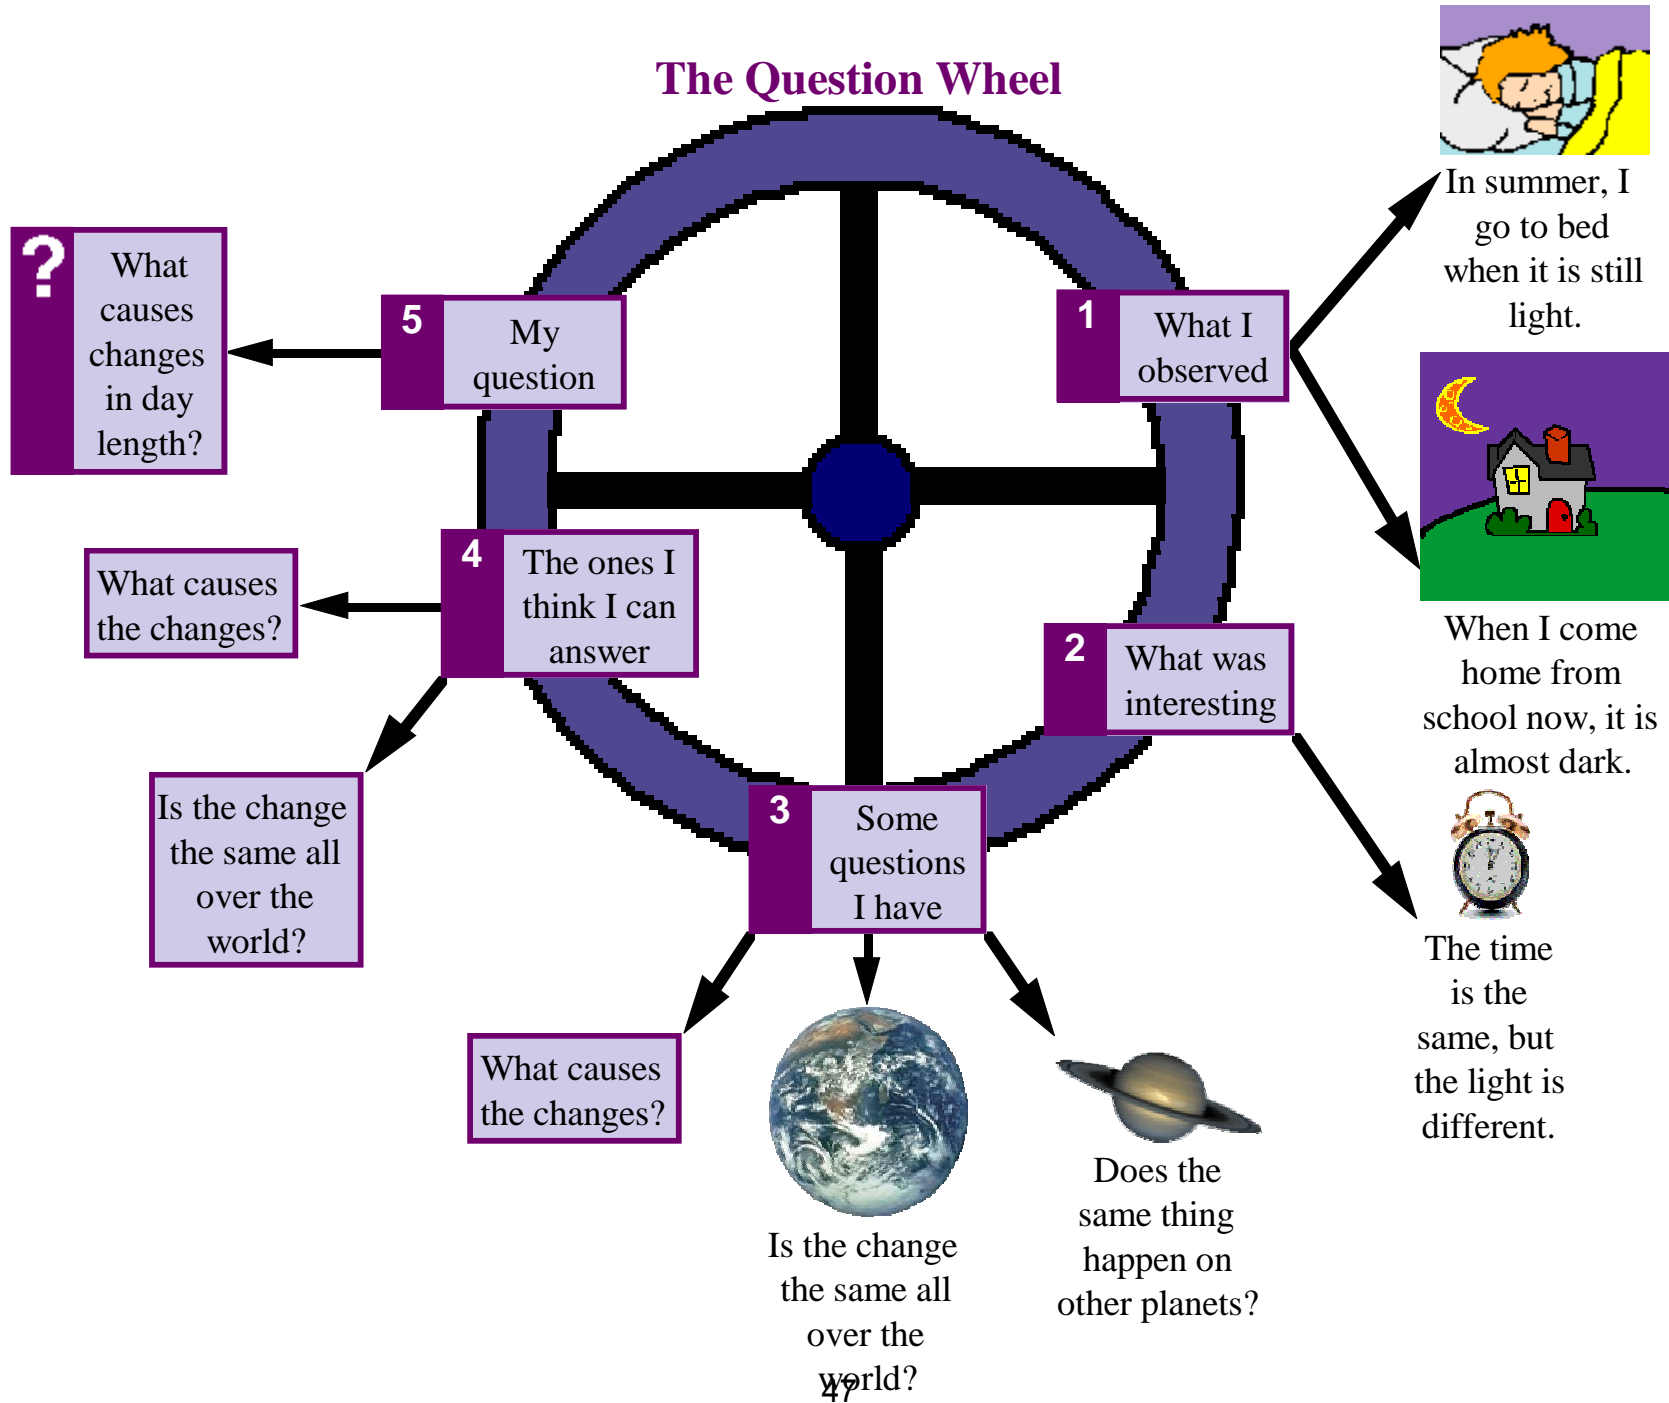 The Question Wheel
1
What I
observed
In summer, I
go to bed
when it is still
light.
When I come
home from
school now, it is
almost dark.
2
What was
interesting
The time
is the
same, but
the light is
different.
3
Some
questions
I have
What causes
the changes?
Is the change
the same all
over the
world?
Does the
same thing
happen on
other planets?
4
The ones I
think I can
answer
What causes
the changes?
Is the change
the same all
over the
world?
5
My
question
?
What
causes
changes
in day
length?
47